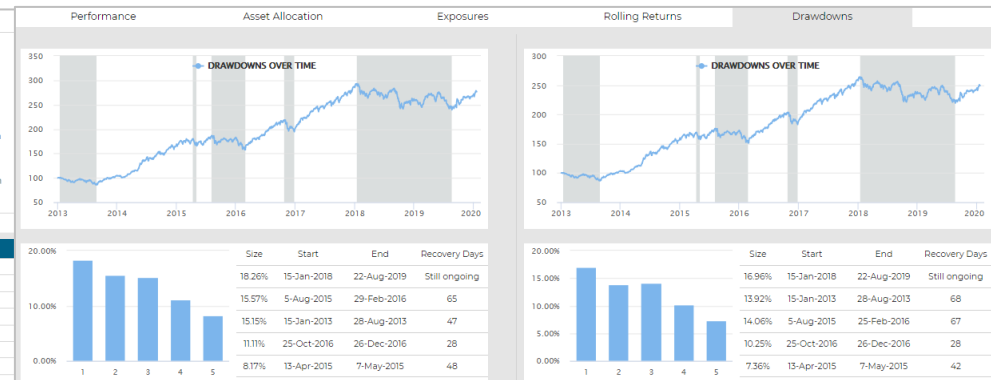 Performance Asset Allocation Exposures Rolling Returns Drawdowns
DRAWDOWNS OVER TIME
350
300
250
200
150
100
50
2013 2014 2015 2016 2017 2018 2019 2020
DRAWDOWNS OVER TIME
300
250
200
150
100
50
2013 2014 2015 2016 2017 2018 2019 2020
20.00%
10.00%
0.00%
1 2 3 4 5
Size Start End Recovery Days
18.26% 15-Jan-2018 22-Aug-2019 Still ongoing
15.57% 5-Aug-2015 29-Feb-2016 65
15.15% 15-Jan-2013 28-Aug-2013 47
11.11% 25-Oct-2016 26-Dec-2016 28
8.17% 13-Apr-2015 7-May-2015 48
20.00%
15.00%
10.00%
5.00%
0.00%
1 2 3 4 5
Size Start End Recovery Days
16.96% 15-Jan-2018 22-Aug-2019 Still ongoing
13.92% 15-Jan-2013 28-Aug-2013 68
14.06% 5-Aug-2015 25-Feb-2016 67
10.25% 25-Oct-2016 26-Dec-2016 28
7.36% 13-Apr-2015 7-May-2015 42